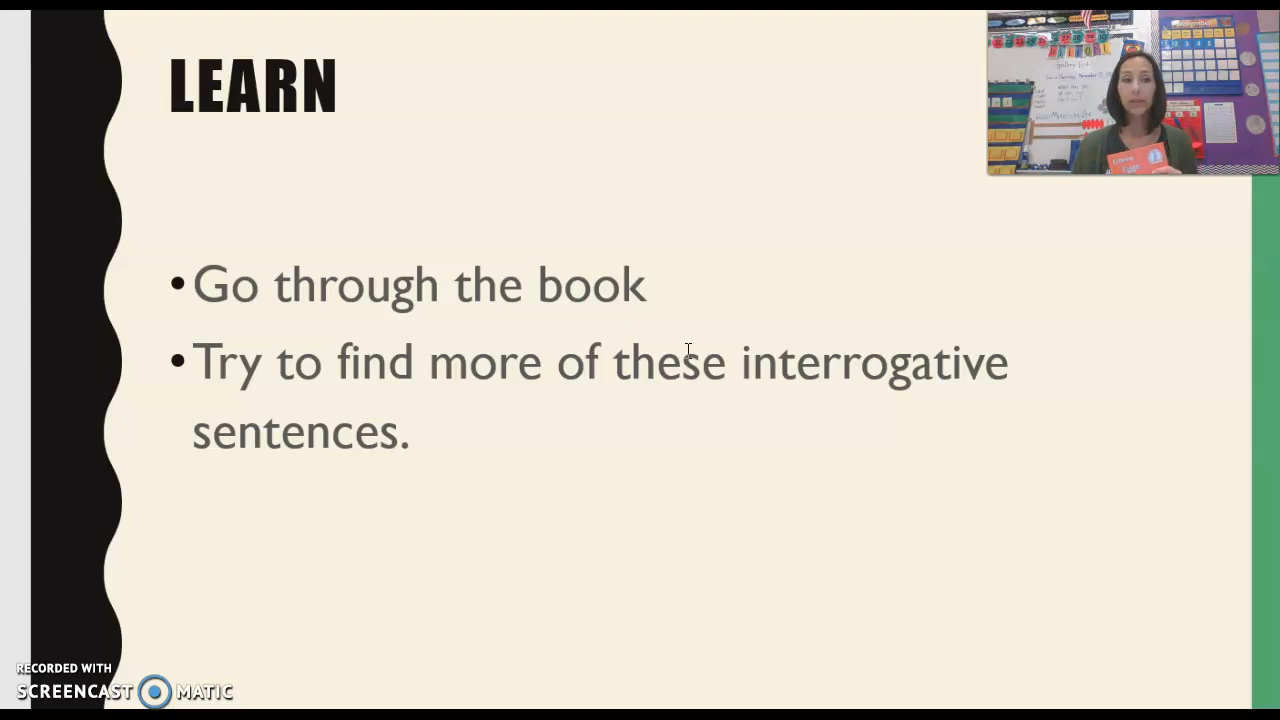 LEARN
• Go through the book
• Try to find more of these interrogative
sentences.
RECORDED WITH
SCREENCAST MATIC